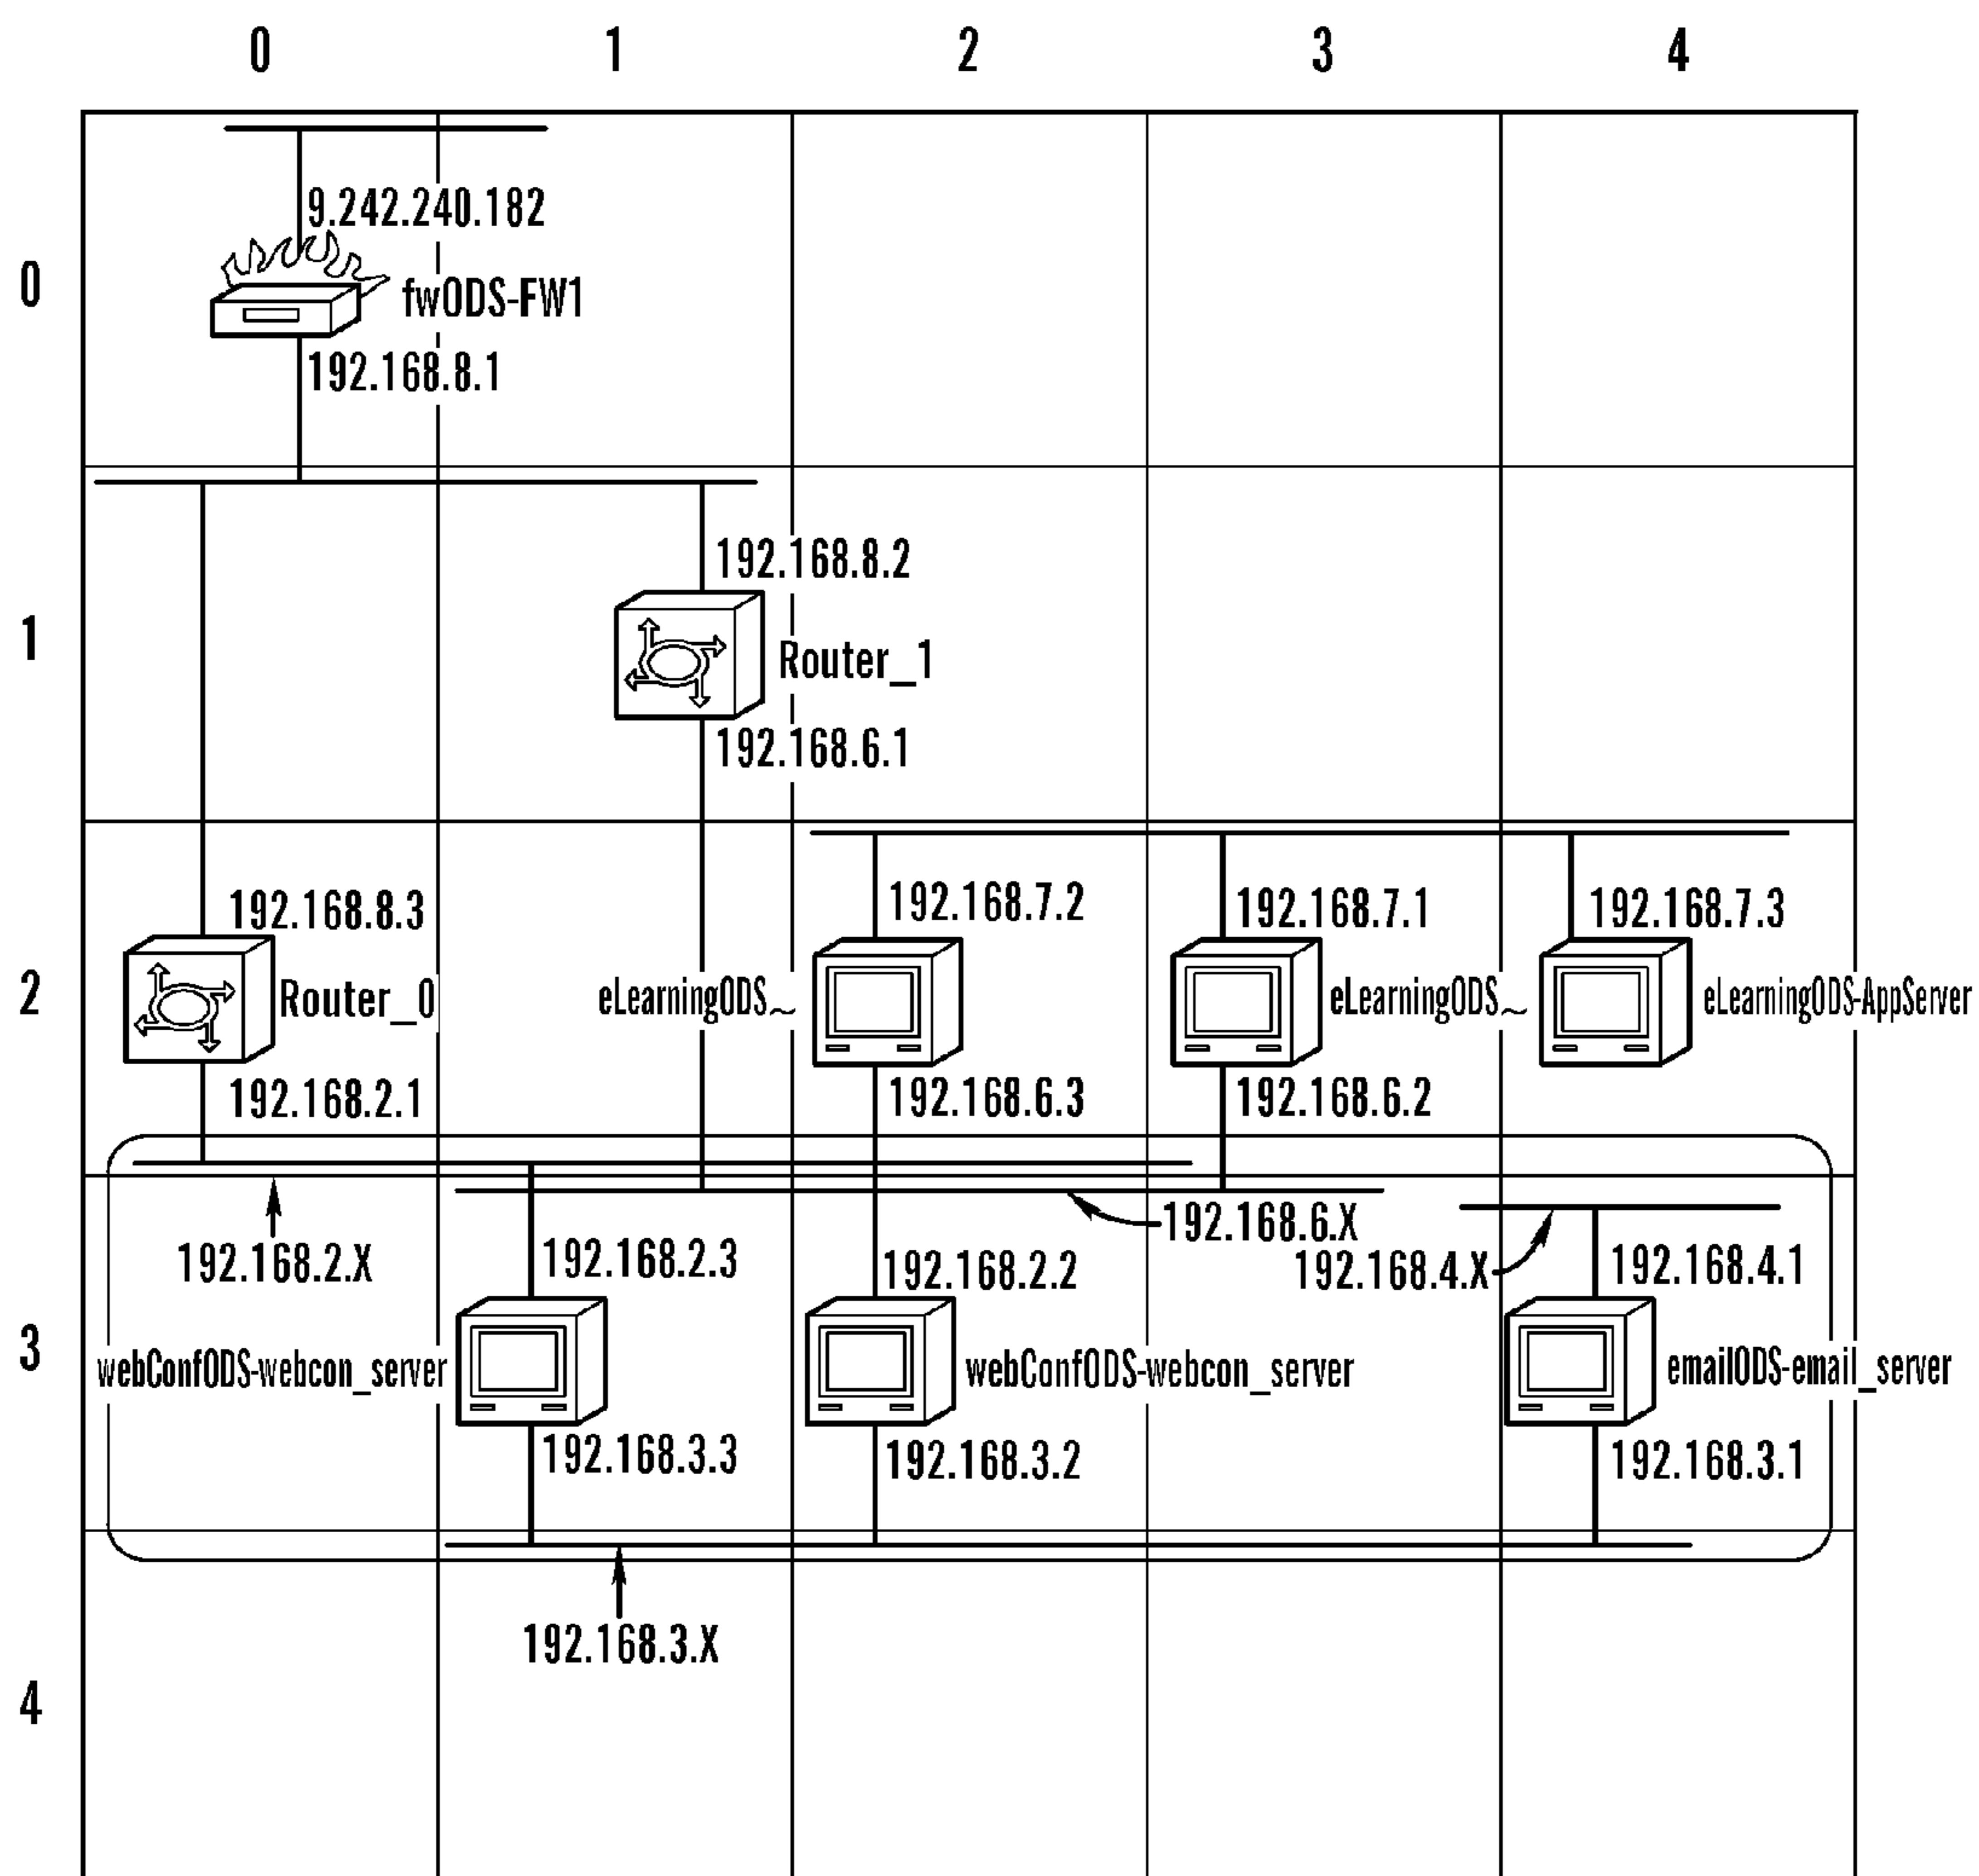 0 1 2 3 4
9.242.240.182
0
fwODS-FW1
192.168.8.1
192.168.8.2
1
Router_1
192.168.6.1
192.168.8.3
192.168.7.2
192.168.7.1
192.168.7.3
2
Router_0
eLearningODS~
eLearningODS~
eLearningODS-AppServer
192.168.2.1
192.168.6.3
192.168.6.2
192.168.6.X
192.168.2.X
192.168.2.3
192.168.2.2
192.168.4.X
192.168.4.1
3
webConfODS-webcon_server
webConfODS-webcon_server
emailODS-email_server
192.168.3.3
192.168.3.2
192.168.3.1
192.168.3.X
4